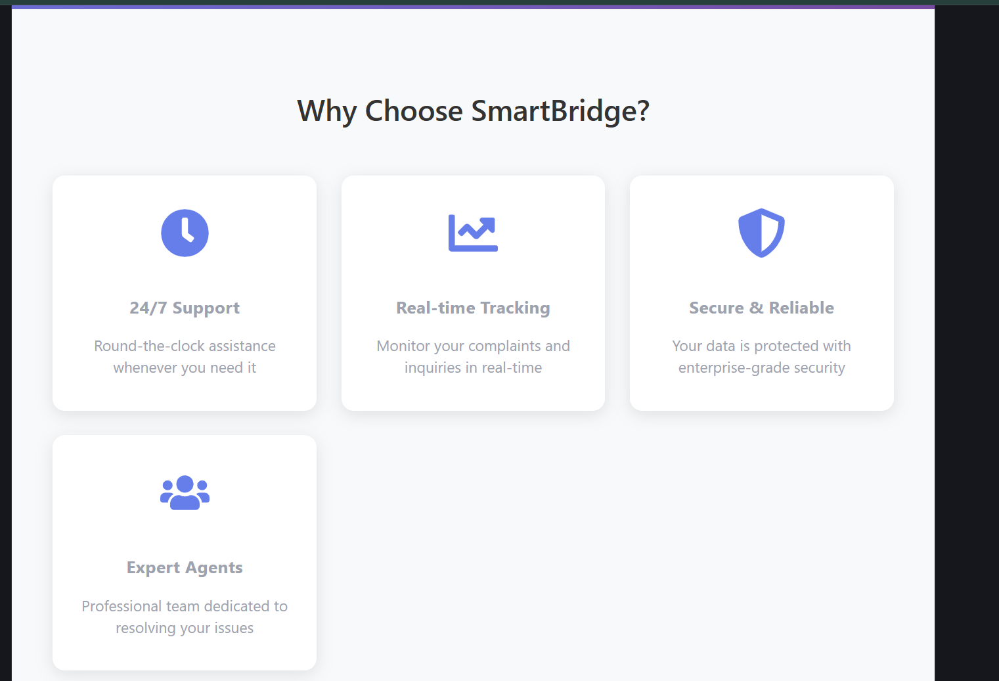 Why Choose SmartBridge?
24/7 Support
Round-the-clock assistance
whenever you need it
Real-time Tracking
Monitor your complaints and
inquiries in real-time
Secure & Reliable
Your data is protected with
enterprise-grade security
Expert Agents
Professional team dedicated to
resolving your issues